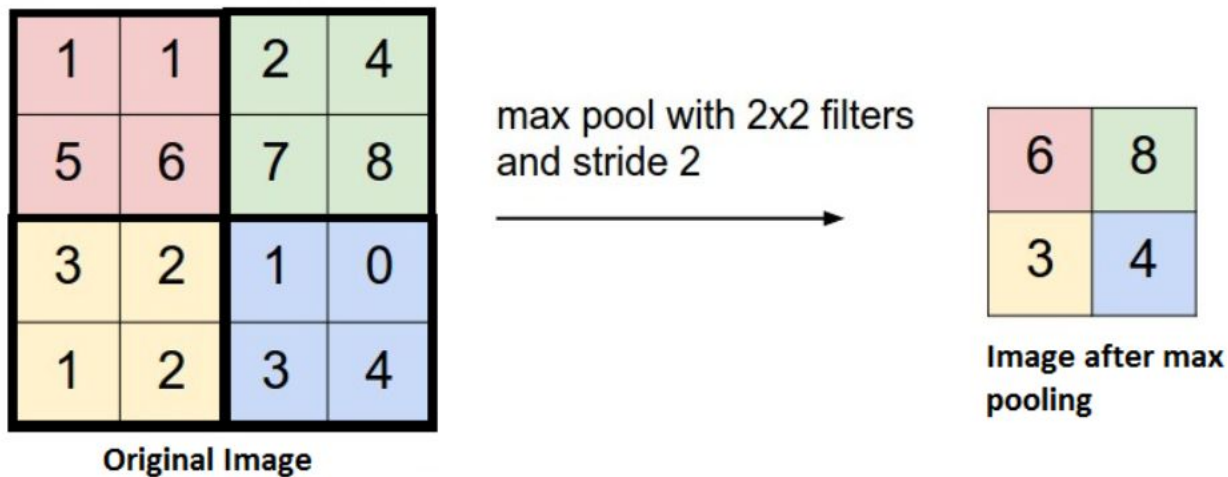 1 1 2 4
5 6 7 8
3 2 1 0
1 2 3 4
Original Image
max pool with 2x2 filters
and stride 2
6 8
3 4
Image after max
pooling